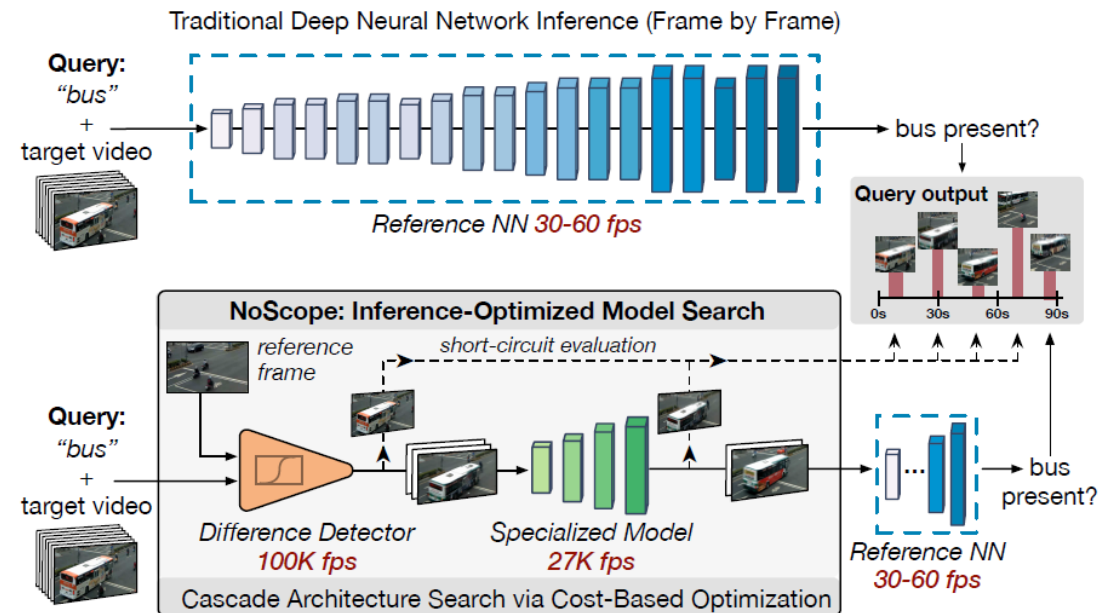 Traditional Deep Neural Network Inference (Frame by Frame)
Query:
“bus”
+
target video
Reference NN 30-60 fps
bus present?
Query output
0s 30s 60s 90s
NoScope: Inference-Optimized Model Search
reference
frame
short-circuit evaluation
Query:
“bus”
+
target video
Difference Detector
100K fps
Specialized Model
27K fps
...
Reference NN
30-60 fps
bus
present?
Cascade Architecture Search via Cost-Based Optimization